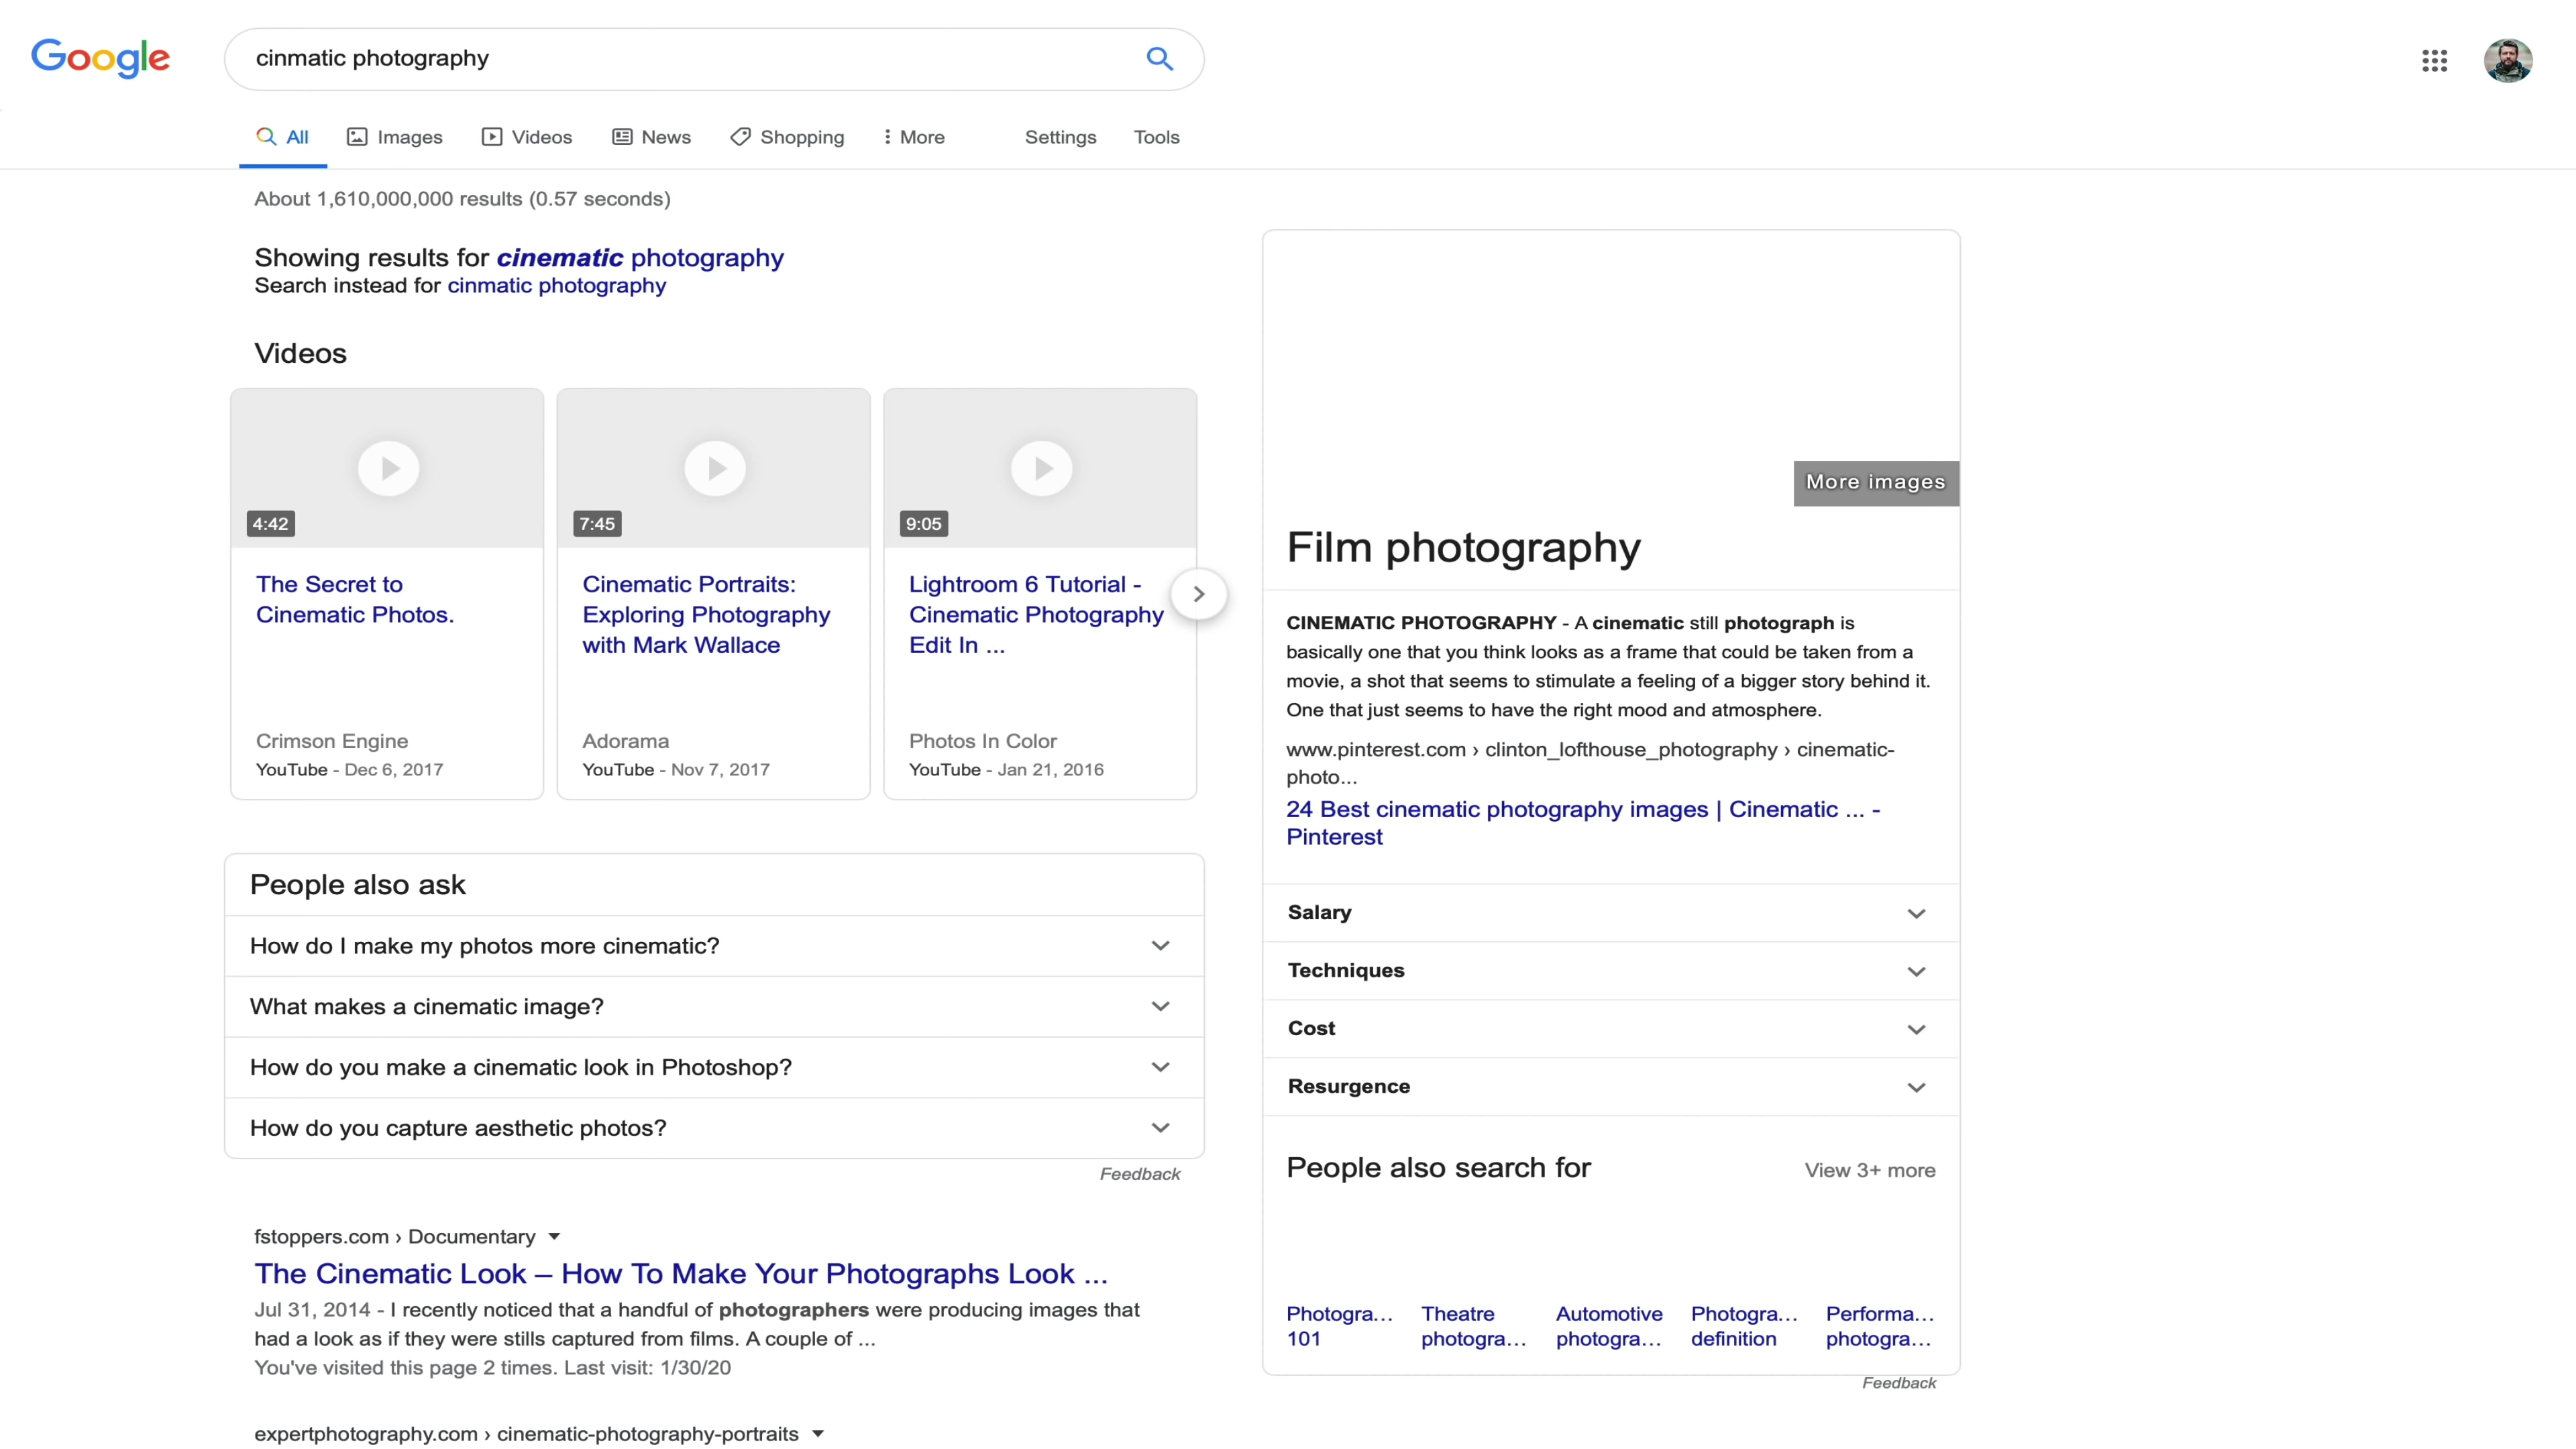 Google
cinmatic photography
All
Images
Videos
News
Shopping
More
Settings
Tools
About 1,610,000,000 results (0.57 seconds)
Showing results for cinematic photography
Search instead for cinmatic photography
Videos
4:42
The Secret to
Cinematic Photos.
Crimson Engine
YouTube - Dec 6, 2017
7:45
Cinematic Portraits:
Exploring Photography
with Mark Wallace
Adorama
YouTube - Nov 7, 2017
9:05
Lightroom 6 Tutorial -
Cinematic Photography
Edit In ...
Photos In Color
YouTube - Jan 21, 2016
People also ask
How do I make my photos more cinematic?
What makes a cinematic image?
How do you make a cinematic look in Photoshop?
How do you capture aesthetic photos?
Feedback
fstoppers.com › Documentary
The Cinematic Look – How To Make Your Photographs Look ...
Jul 31, 2014 - I recently noticed that a handful of photographers were producing images that
had a look as if they were stills captured from films. A couple of ...
You've visited this page 2 times. Last visit: 1/30/20
expertphotography.com › cinematic-photography-portraits
More images
Film photography
CINEMATIC PHOTOGRAPHY - A cinematic still photograph is
basically one that you think looks as a frame that could be taken from a
movie, a shot that seems to stimulate a feeling of a bigger story behind it.
One that just seems to have the right mood and atmosphere.
www.pinterest.com › clinton_lofthouse_photography › cinematic-
photo...
24 Best cinematic photography images | Cinematic ... -
Pinterest
Salary
Techniques
Cost
Resurgence
People also search for
View 3+ more
Photogra...
101
Theatre
photogra...
Automotive
photogra...
Photogra...
definition
Performa...
photogra...
Feedback